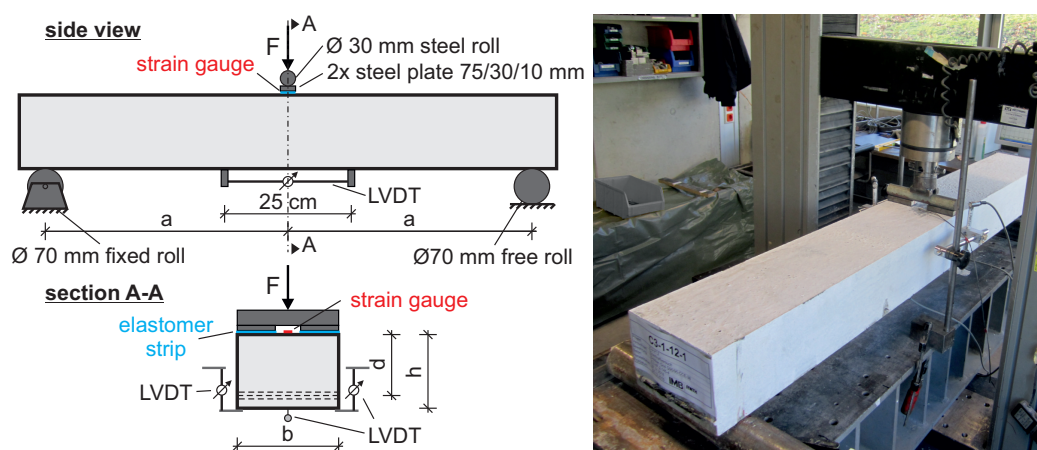 side view
A
F
Ø 30 mm steel roll
strain gauge
2x steel plate 75/30/10 mm
LVDT
25 cm
a
a
A
Ø 70 mm fixed roll
Ø70 mm free roll
section A-A
F
strain gauge
elastomer
strip
d
h
LVDT
LVDT
b
C3-1-12-1
IMB